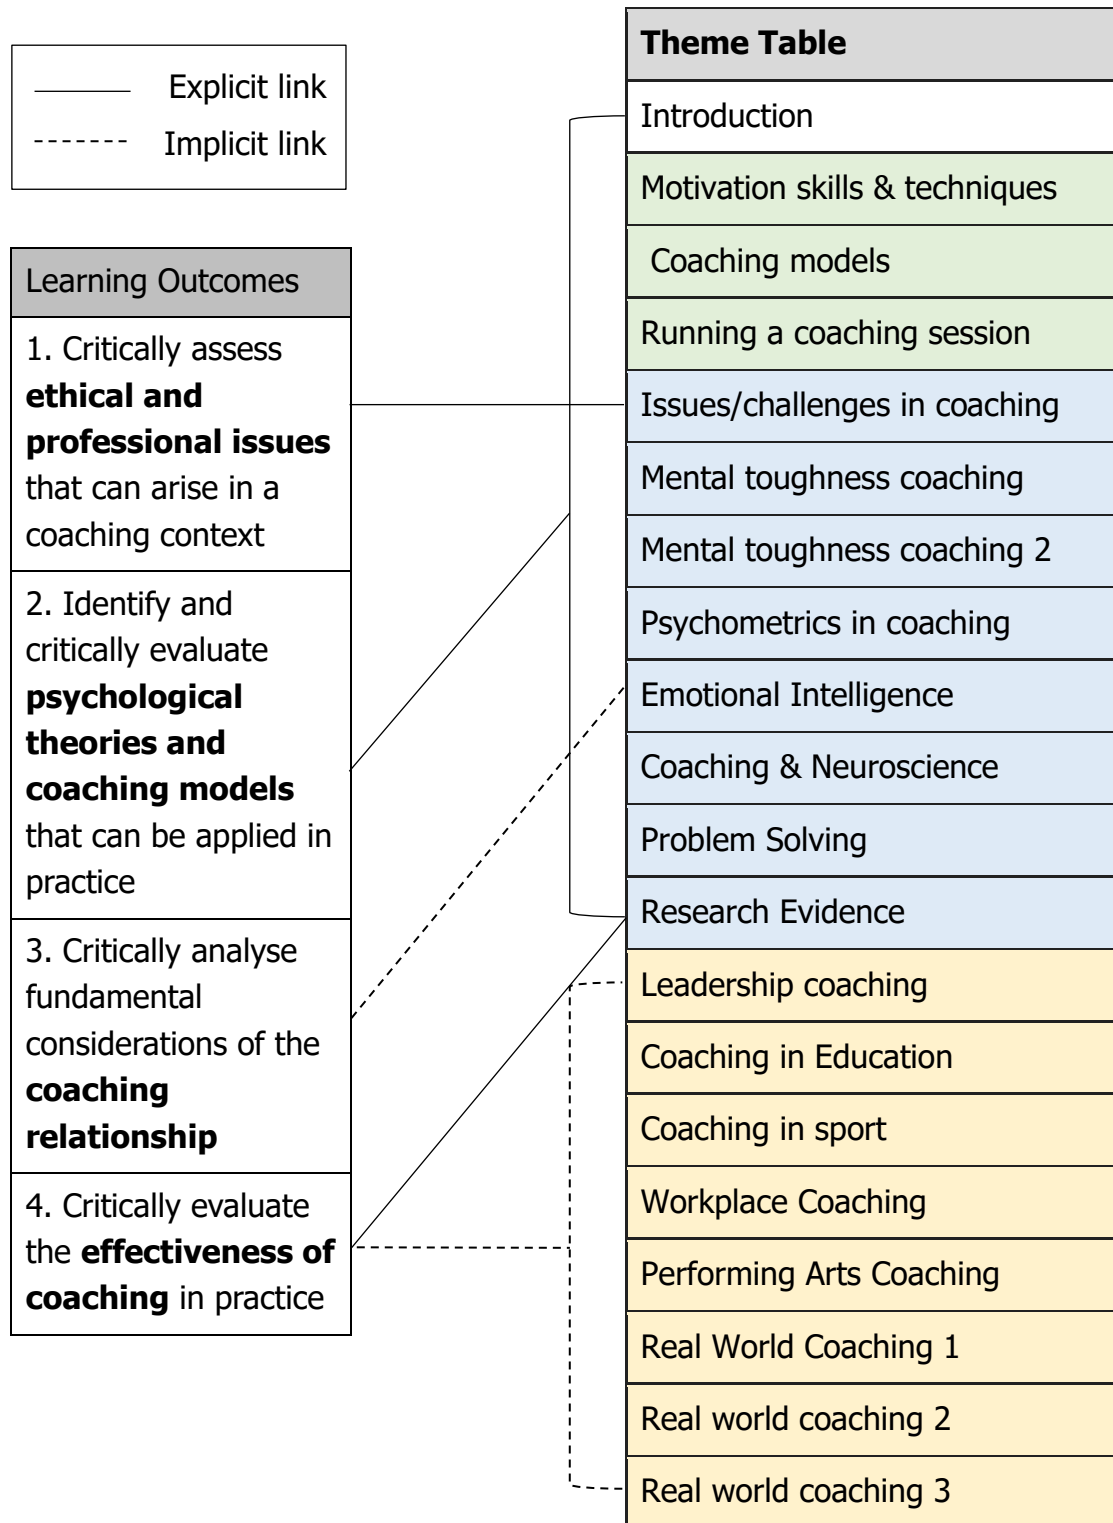 Explicit link
Implicit link
Learning Outcomes
1. Critically assess
ethical and
professional issues
that can arise in a
coaching context
2. Identify and
critically evaluate
psychological
theories and
coaching models
that can be applied in
practice
3. Critically analyse
fundamental
considerations of the
coaching
relationship
4. Critically evaluate
the effectiveness of
coaching in practice
Theme Table
Introduction
Motivation skills & techniques
Coaching models
Running a coaching session
Issues/challenges in coaching
Mental toughness coaching
Mental toughness coaching 2
Psychometrics in coaching
Emotional Intelligence
Coaching & Neuroscience
Problem Solving
Research Evidence
Leadership coaching
Coaching in Education
Coaching in sport
Workplace Coaching
Performing Arts Coaching
Real World Coaching 1
Real world coaching 2
Real world coaching 3